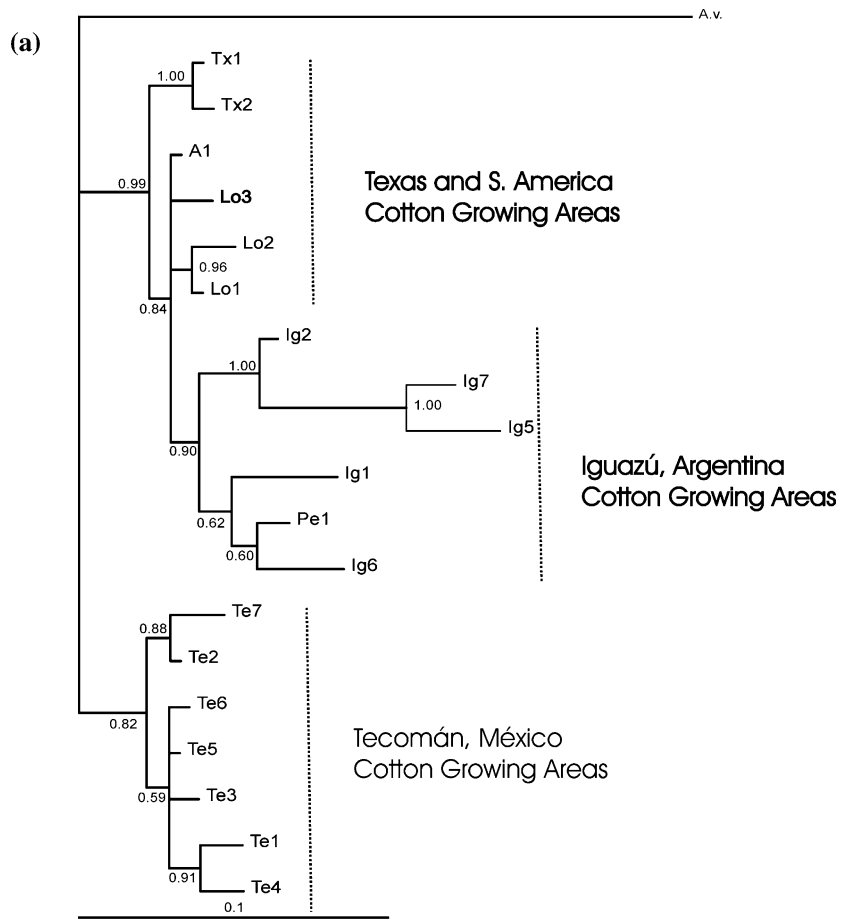 A.v.
(a)
Tx1
1.00
Tx2
A1
Texas and S. America
0.99
Lo3
Cotton Growing Areas
Lo2
0.96
Lo1
0.84
Ig2
1.00
Ig7
1.00
Ig5
0.90
Iguazú, Argentina
Ig1
Cotton Growing Areas
Pe1
0.62
0.60
Ig6
Te7
0.88
Te2
Te6
0.82
Tecomán, México
Te5
Cotton Growing Areas
0.59
Te3
Te1
0.91
Te4
0.1